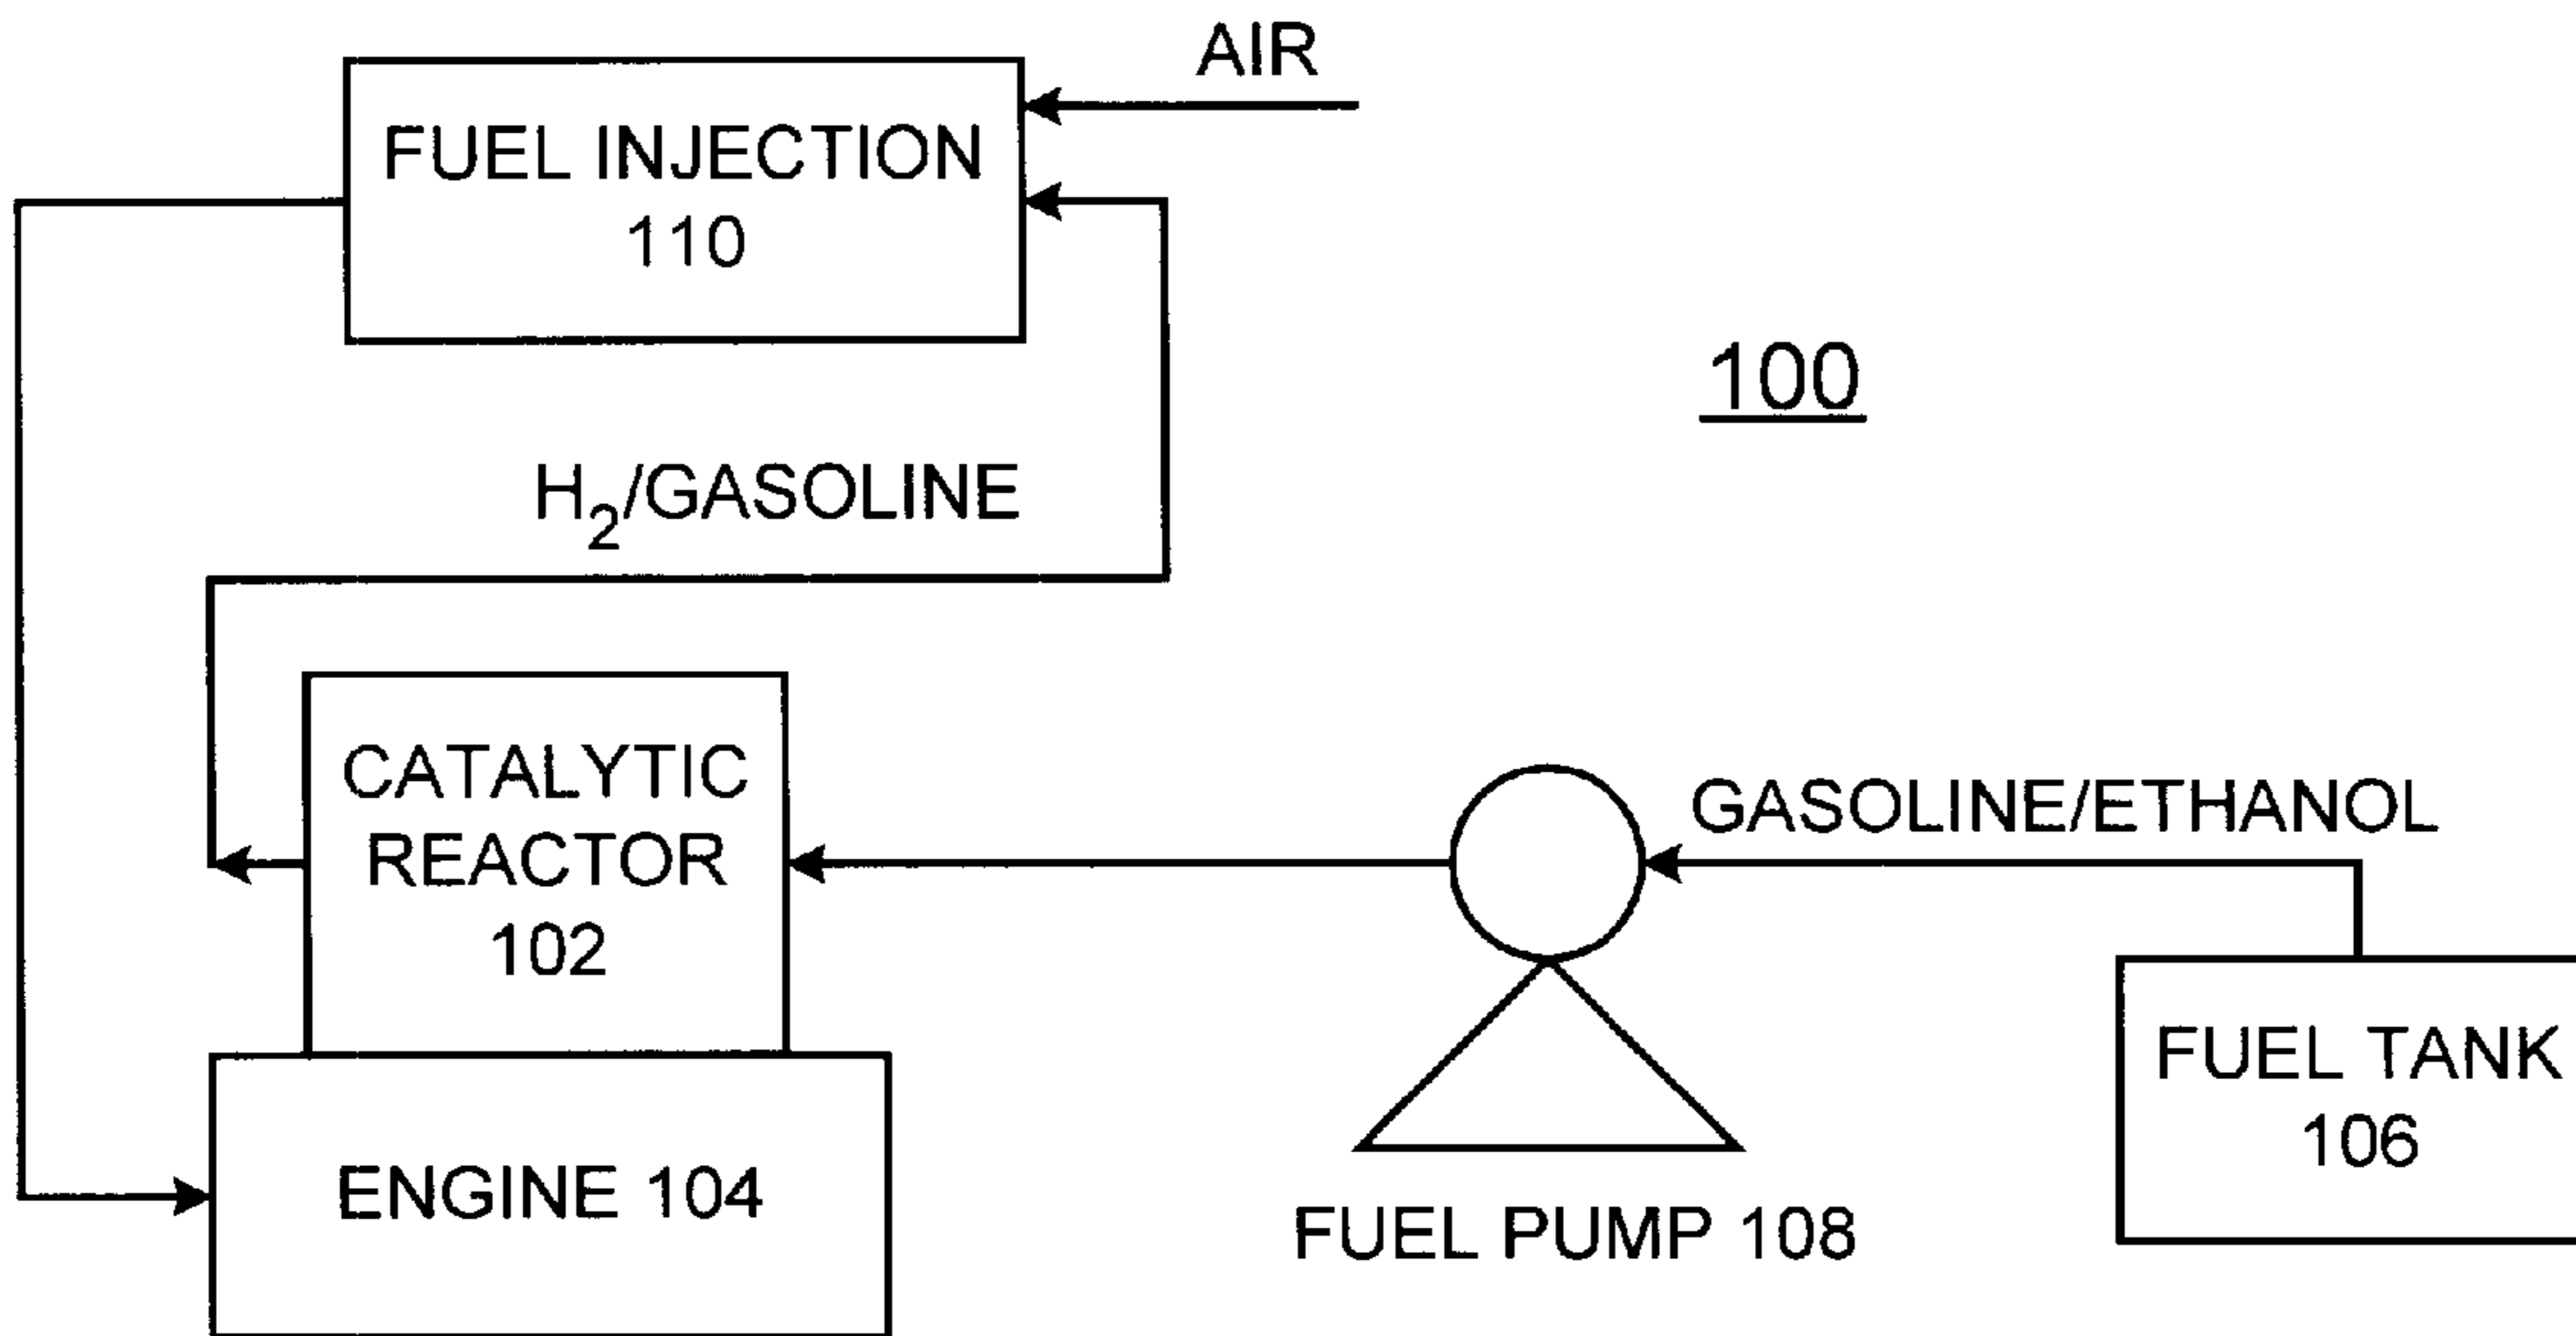 AIR
FUEL INJECTION
110
100
H₂/GASOLINE
CATALYTIC
REACTOR
102
GASOLINE/ETHANOL
FUEL TANK
106
ENGINE 104
FUEL PUMP 108